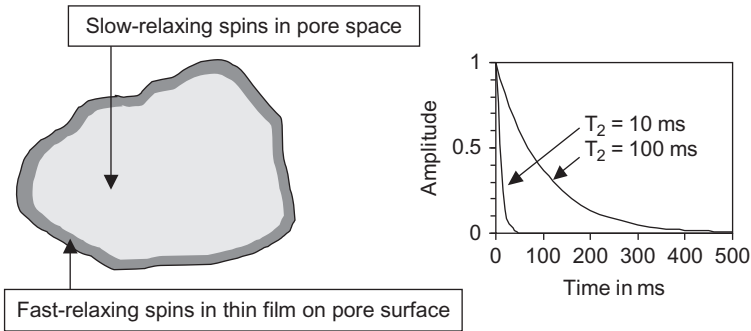 Slow-relaxing spins in pore space
Fast-relaxing spins in thin film on pore surface
Amplitude
1
0.5
0
T₂ = 10 ms
T₂ = 100 ms
0 100 200 300 400 500
Time in ms